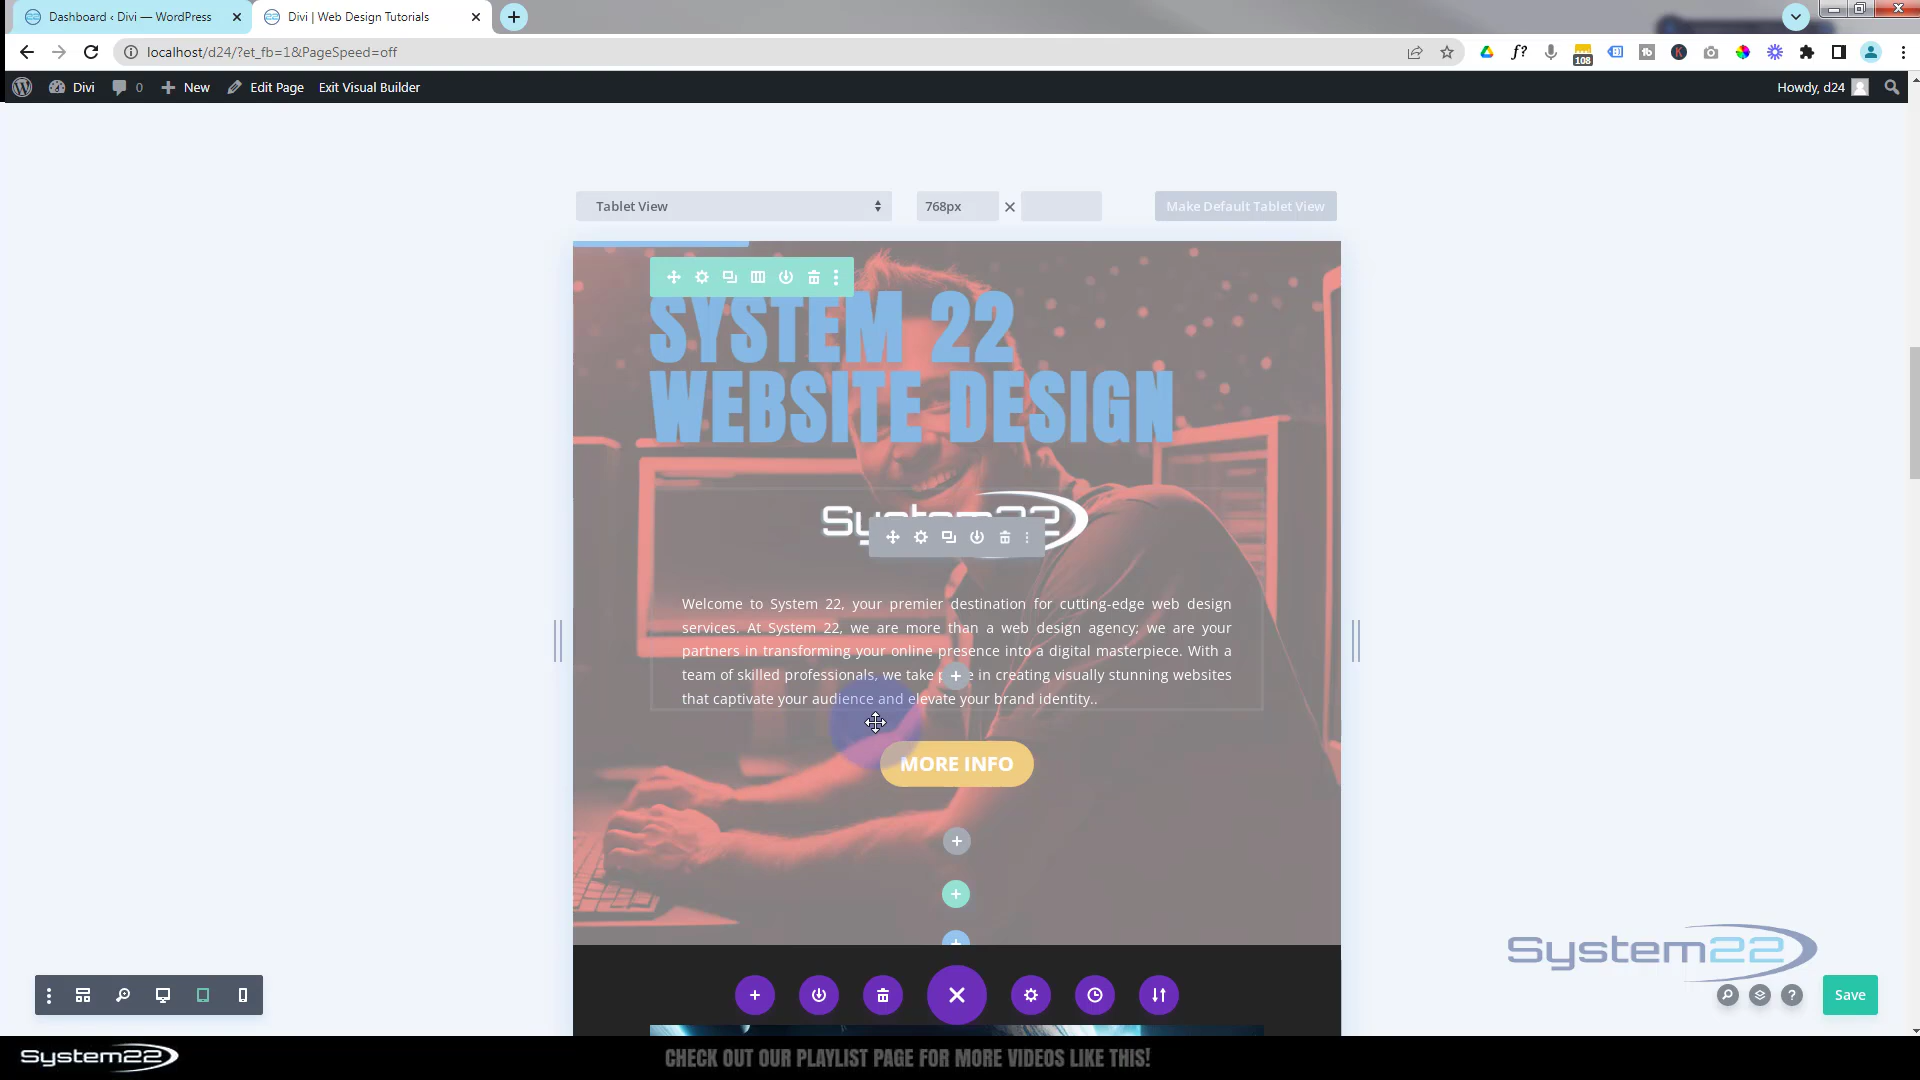 Dashboard ‹ Divi — WordPress
Divi | Web Design Tutorials
localhost/d24/?et_fb=1&PageSpeed=off
108
Divi
0
New
Edit Page
Exit Visual Builder
Howdy, d24
Tablet View
768px
Make Default Tablet View
SYSTEM 22
WEBSITE DESIGN
System22
Welcome to System 22, your premier destination for cutting-edge web design
services. At System 22, we are more than a web design agency; we are your
partners in transforming your online presence into a digital masterpiece. With a
team of skilled professionals, we take in creating visually stunning websites
that captivate your audience and elevate your brand identity..
MORE INFO
System22
Save
System22
CHECK OUT OUR PLAYLIST PAGE FOR MORE VIDEOS LIKE THIS!